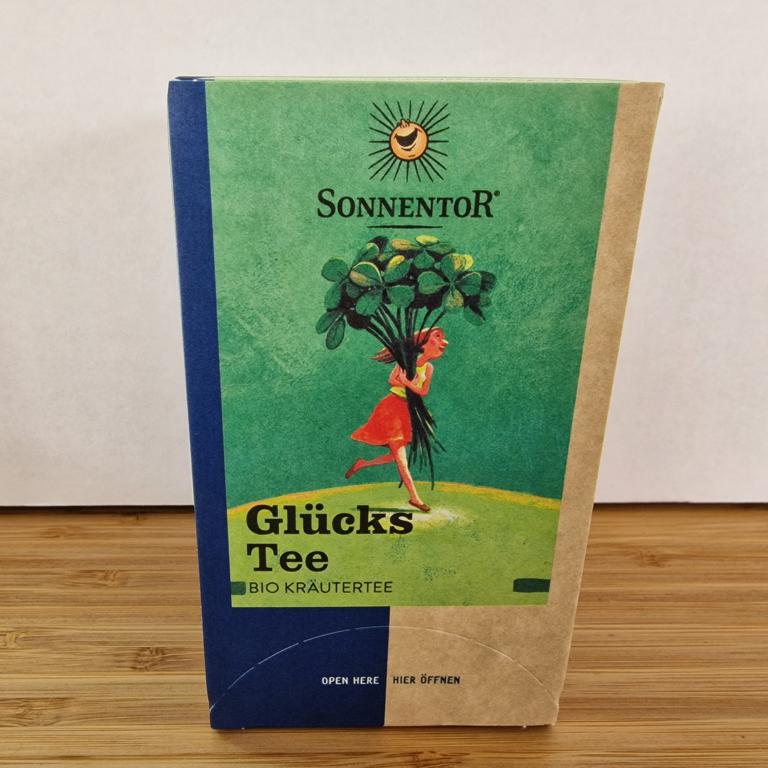 SONNENTOR®
Glücks
Tee
BIO KRÄUTERTEE
OPEN HERE HIER ÖFFNEN